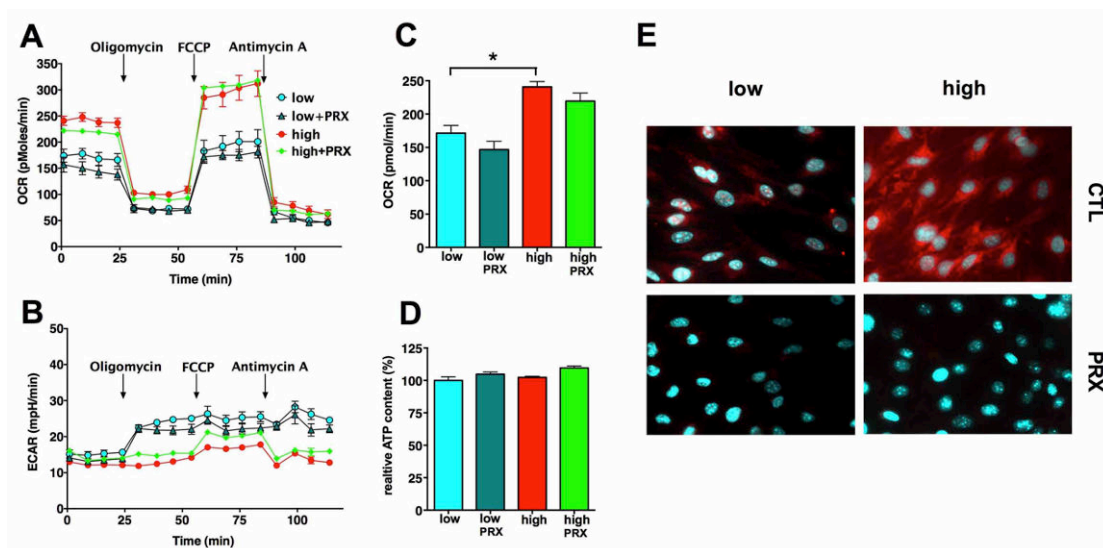 A
Oligomycin FCCP Antimycin A
OCR (pMoles/min)
350
300
250
200
150
100
50
0
0 25 50 75 100
Time (min)
low
low+PRX
high
high+PRX
B
Oligomycin FCCP Antimycin A
ECAR (mpH/min)
50
40
30
20
10
0
0 25 50 75 100
Time (min)
C
*
OCR (pmol/min)
250
200
150
100
50
0
low low PRX high high PRX
D
realtive ATP content (%)
125
100
75
50
25
0
low low PRX high high PRX
E
low high
CTL
PRX